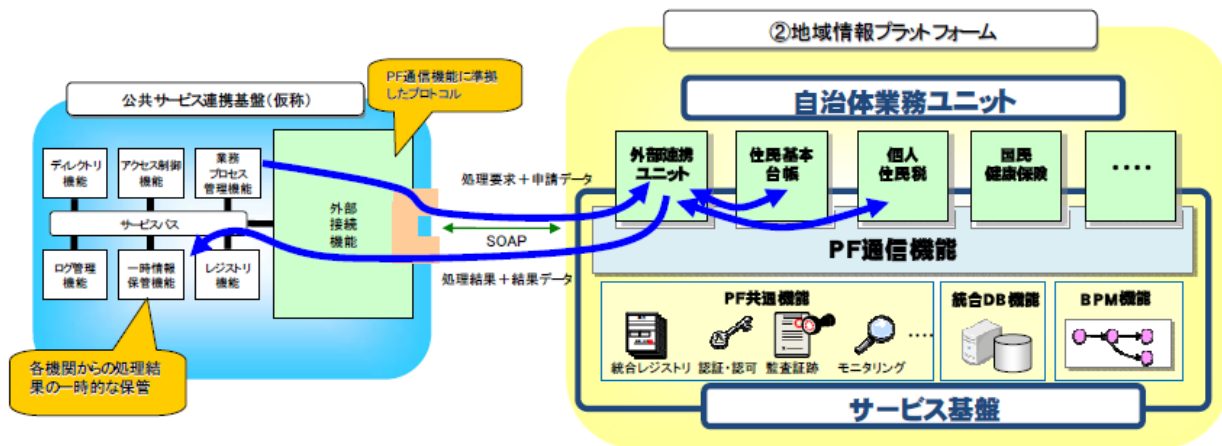 ②地域情報プラットフォーム
PF通信機能に準拠
したプロトコル
公共サービス連携基盤(仮称)
自治体業務ユニット
ディレクトリ
機能
アクセス制御
機能
業務
プロセス
管理機能
サービスバス
ログ管理
機能
一時情報
保管機能
レジストリ
機能
外部
接続
機能
処理要求+申請データ
SOAP
処理結果+結果データ
外部連携
ユニット
住民基本
台帳
個人
住民税
国民
健康保険
・・・・
PF通信機能
PF共通機能
統合レジストリ
認証・認可
監査証跡
モニタリング
・・・・
統合DB機能
BPM機能
各機関からの処理結
果の一時的な保管
サービス基盤